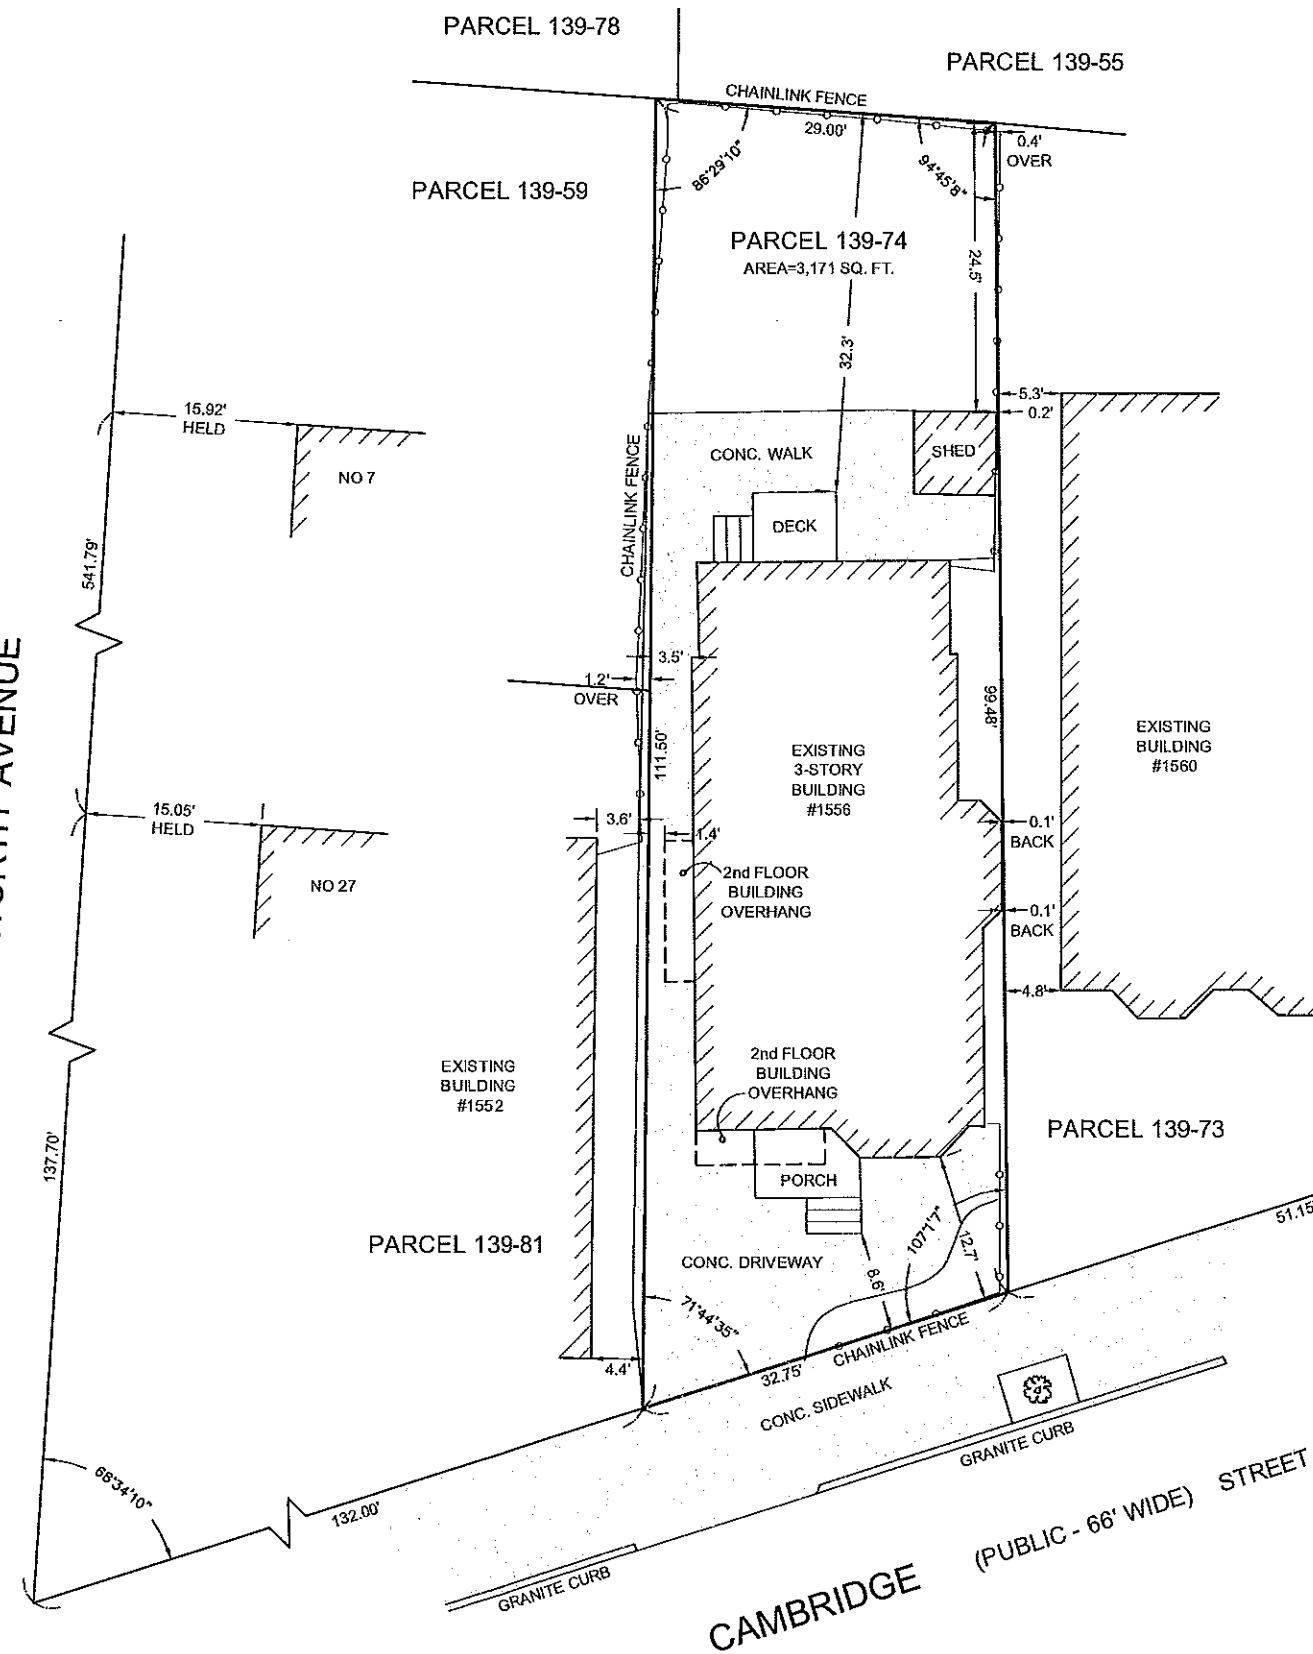 PARCEL 139-78
PARCEL 139-55
CHAINLINK FENCE
29.00'
0.4'
OVER
86°29'10"
94°45'8"
PARCEL 139-59
PARCEL 139-74
AREA=3,171 SQ. FT.
24.5'
32.3'
5.3'
0.2'
15.92'
HELD
NO 7
CHAINLINK FENCE
CONC. WALK
SHED
DECK
541.79'
3.5'
1.2'
OVER
99.48'
111.50'
EXISTING
3-STORY
BUILDING
#1556
EXISTING
BUILDING
#1560
15.05'
HELD
NO 27
3.6'
1.4'
0.1'
BACK
2nd FLOOR
BUILDING
OVERHANG
0.1'
BACK
4.8'
AVENUE
EXISTING
BUILDING
#1552
2nd FLOOR
BUILDING
OVERHANG
137.70'
PARCEL 139-73
PORCH
51.15'
PARCEL 139-81
CONC. DRIVEWAY
107°1'7"
12.7'
8.6'
71°44'35"
CHAINLINK FENCE
4.4'
32.75'
CONC. SIDEWALK
GRANITE CURB
68°34'10"
132.00'
GRANITE CURB
CAMBRIDGE (PUBLIC - 66' WIDE) STREET